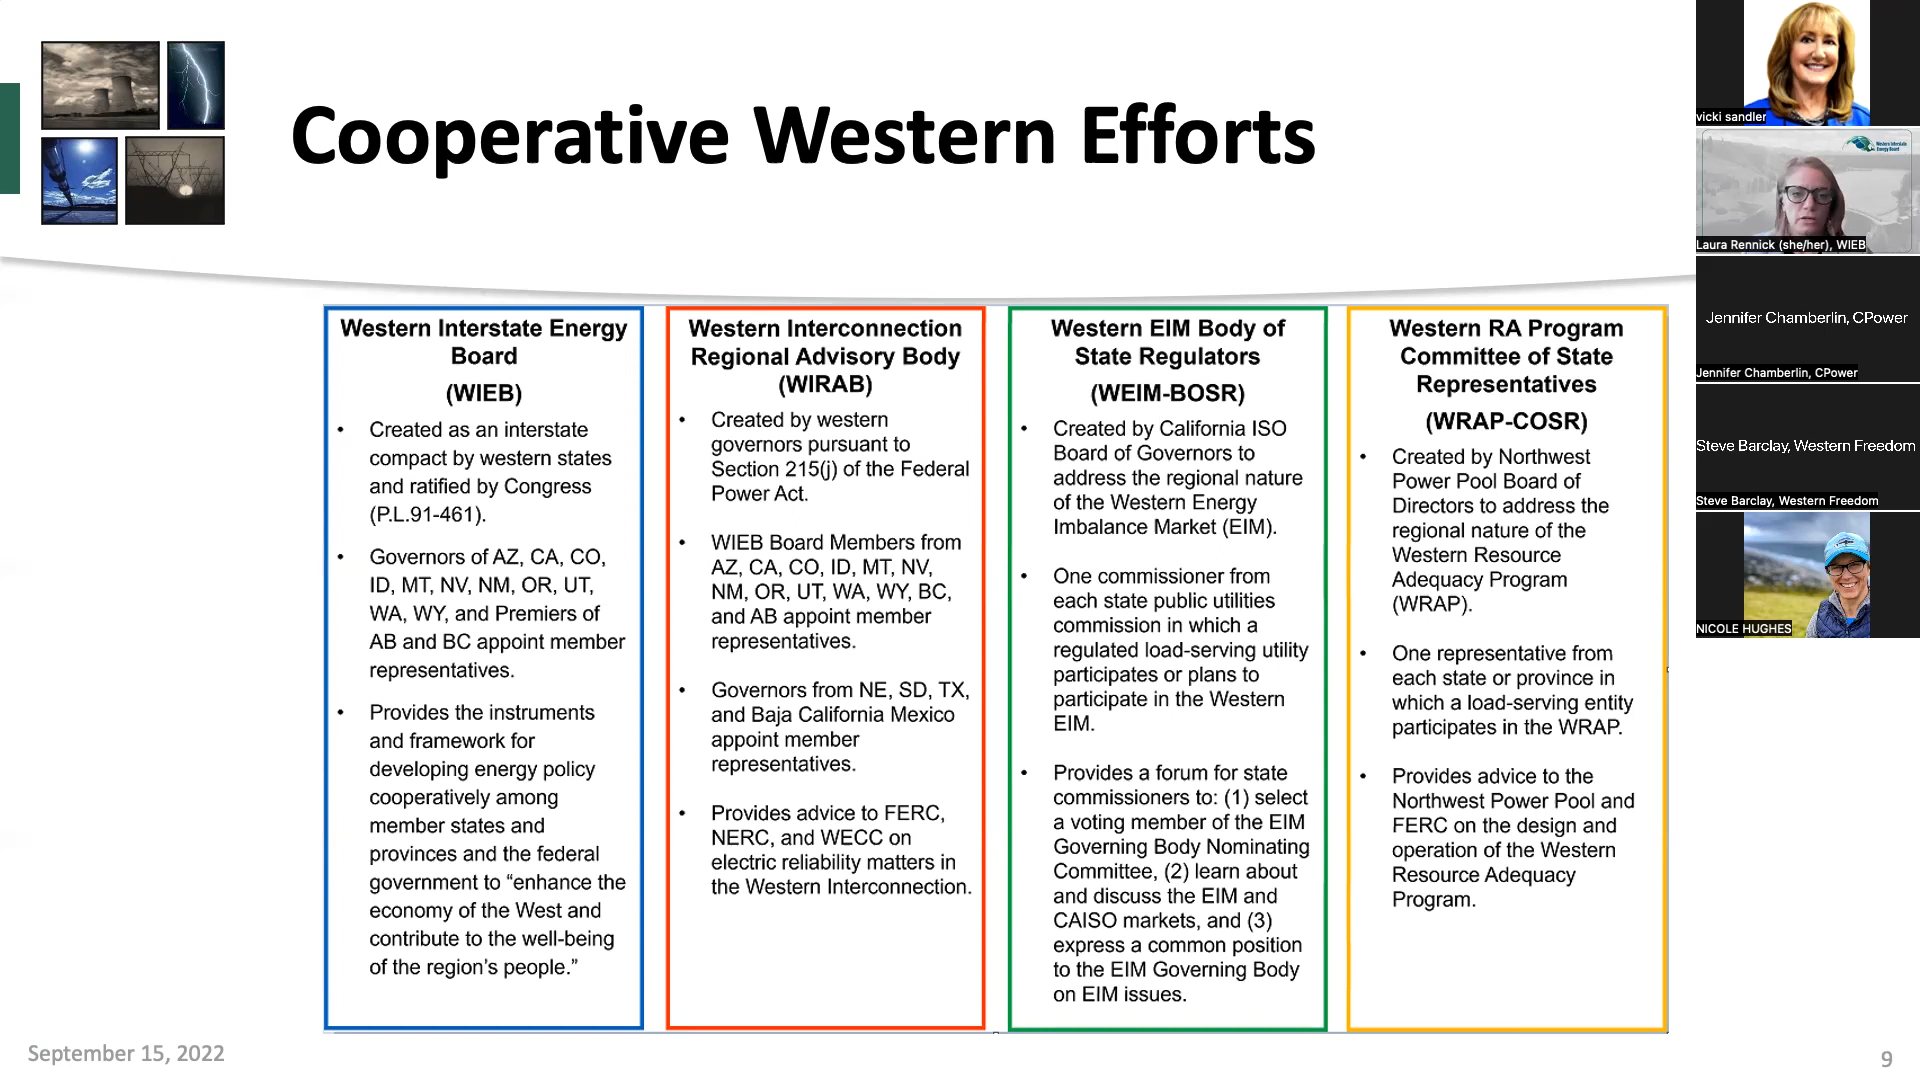 Cooperative Western Efforts
Western Interstate Energy
Board
(WIEB)
• Created as an interstate
compact by western states
and ratified by Congress
(P.L.91-461).
• Governors of AZ, CA, CO,
ID, MT, NV, NM, OR, UT,
WA, WY, and Premiers of
AB and BC appoint member
representatives.
• Provides the instruments
and framework for
developing energy policy
cooperatively among
member states and
provinces and the federal
government to “enhance the
economy of the West and
contribute to the well-being
of the region’s people.”
Western Interconnection
Regional Advisory Body
(WIRAB)
• Created by western
governors pursuant to
Section 215(j) of the Federal
Power Act.
• WIEB Board Members from
AZ, CA, CO, ID, MT, NV,
NM, OR, UT, WA, WY, BC,
and AB appoint member
representatives.
• Governors from NE, SD, TX,
and Baja California Mexico
appoint member
representatives.
• Provides advice to FERC,
NERC, and WECC on
electric reliability matters in
the Western Interconnection.
Western EIM Body of
State Regulators
(WEIM-BOSR)
• Created by California ISO
Board of Governors to
address the regional nature
of the Western Energy
Imbalance Market (EIM).
• One commissioner from
each state public utilities
commission in which a
regulated load-serving utility
participates or plans to
participate in the Western
EIM.
• Provides a forum for state
commissioners to: (1) select
a voting member of the EIM
Governing Body Nominating
Committee, (2) learn about
and discuss the EIM and
CAISO markets, and (3)
express a common position
to the EIM Governing Body
on EIM issues.
Western RA Program
Committee of State
Representatives
(WRAP-COSR)
• Created by Northwest
Power Pool Board of
Directors to address the
regional nature of the
Western Resource
Adequacy Program
(WRAP).
• One representative from
each state or province in
which a load-serving entity
participates in the WRAP.
• Provides advice to the
Northwest Power Pool and
FERC on the design and
operation of the Western
Resource Adequacy
Program.
September 15, 2022
9
vicki sandler
Western Interstate
Energy Board
Laura Rennick (she/her), WIEB
Jennifer Chamberlin, CPower
Jennifer Chamberlin, CPower
Steve Barclay, Western Freedom
Steve Barclay, Western Freedom
NICOLE HUGHES